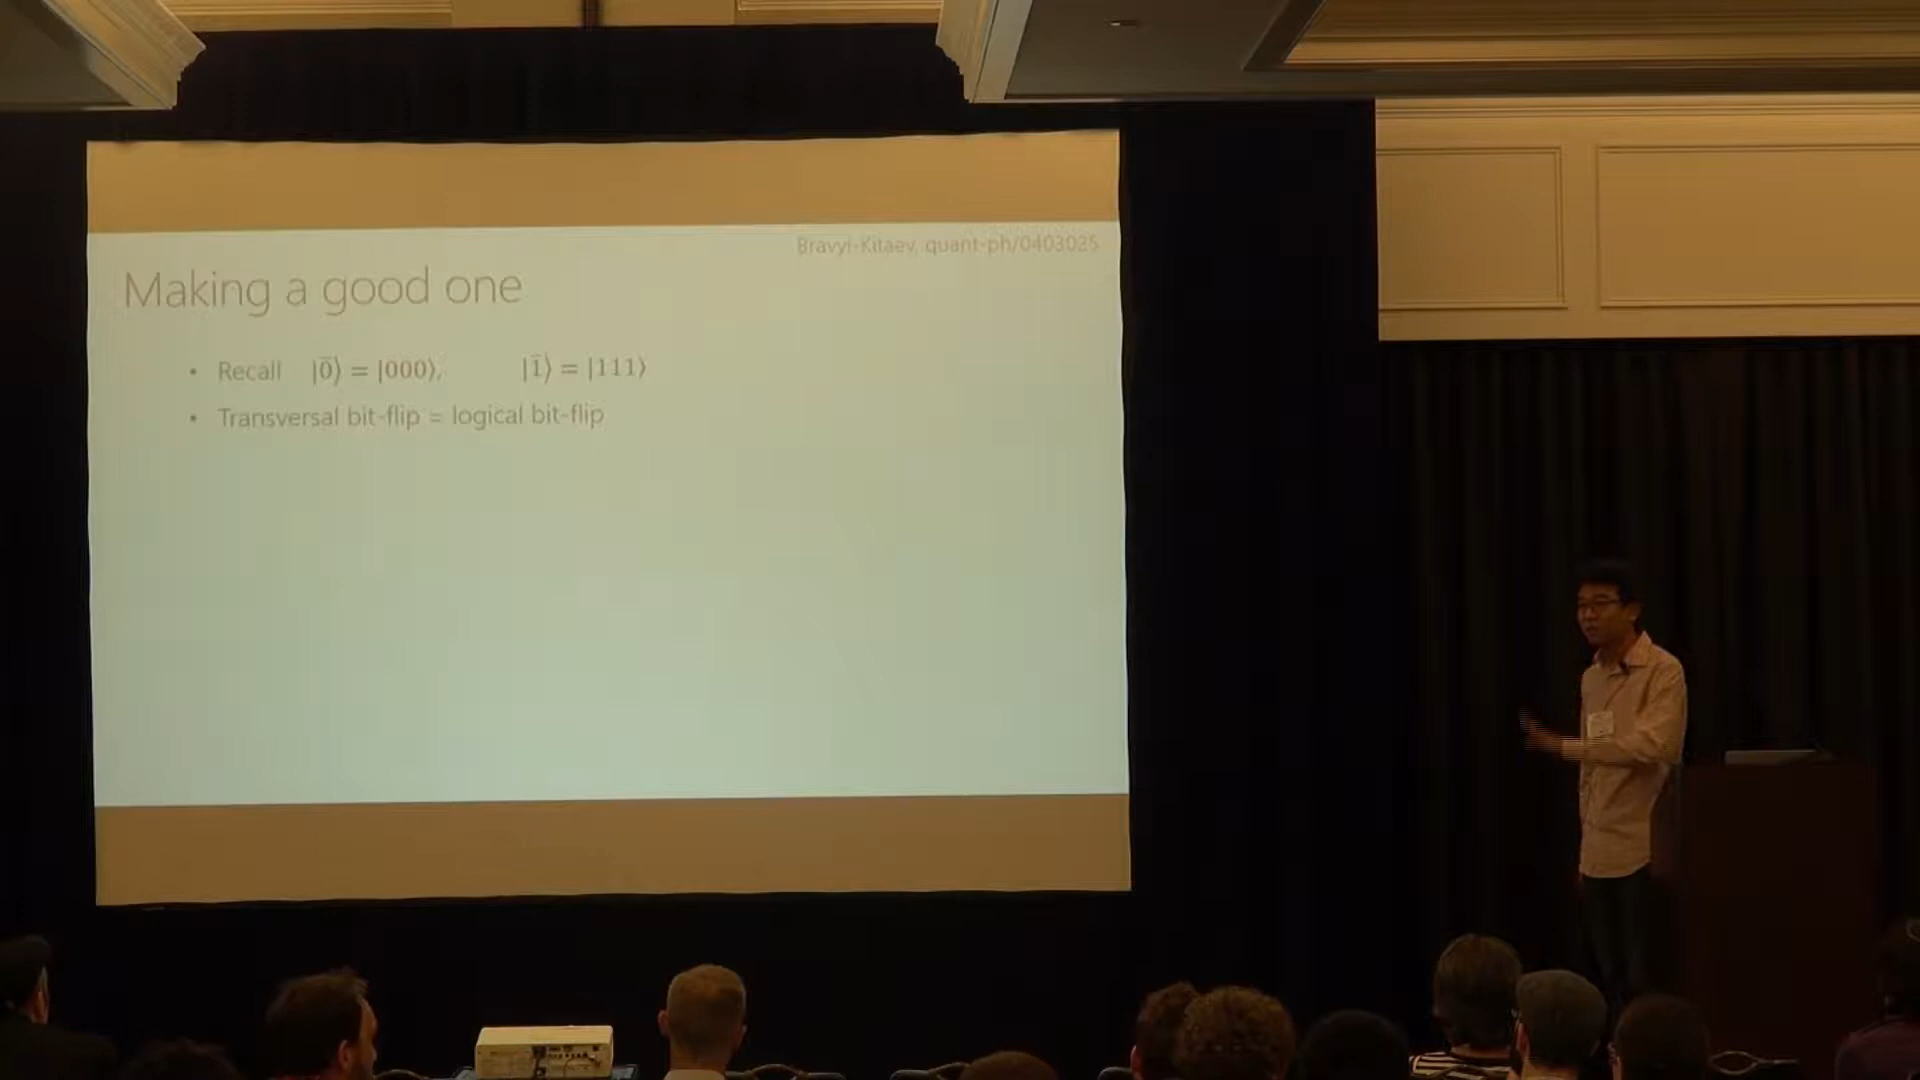 Bravyi-Kitaev, quant-ph/0403025
Making a good one
• Recall |0̅⟩ = |000⟩, |1̅⟩ = |111⟩
• Transversal bit-flip = logical bit-flip